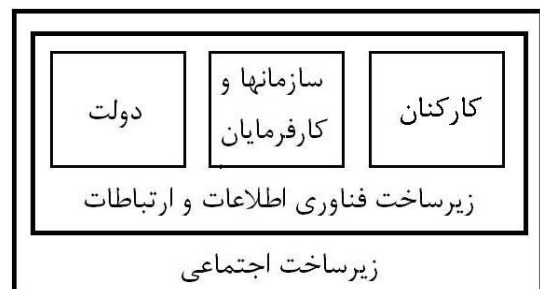 کارکنان
سازمانها و
کارفرمایان
دولت
زیرساخت فناوری اطلاعات و ارتباطات
زیرساخت اجتماعی